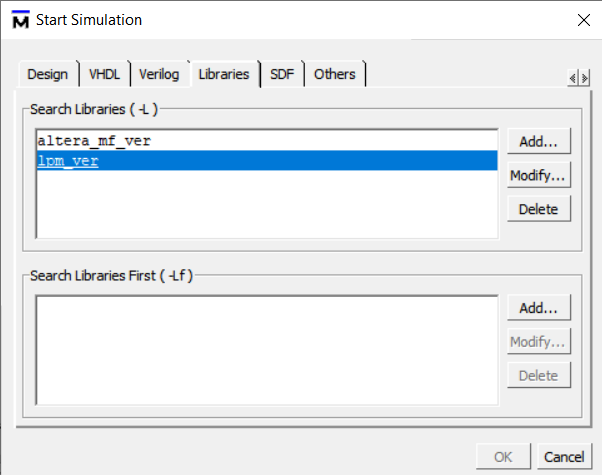 Start Simulation
Design VHDL Verilog Libraries SDF Others
Search Libraries ( -L )
altera_mf_ver
lpm_ver
Add...
Modify...
Delete
Search Libraries First ( -Lf )
Add...
Modify...
Delete
OK Cancel